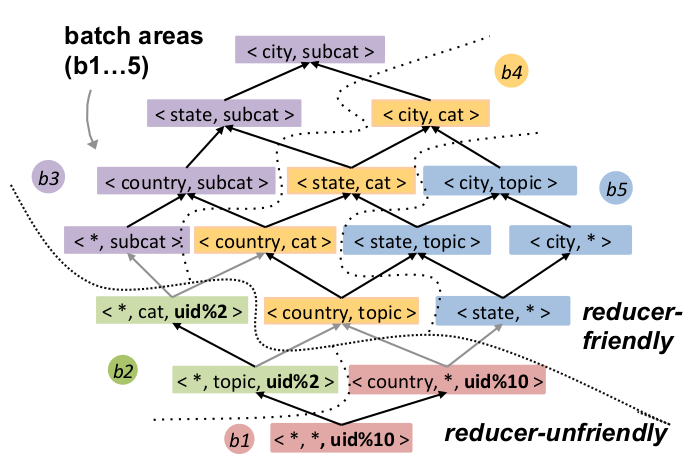 batch areas
(b1...5)
< city, subcat >
b4
< state, subcat >
< city, cat >
b3
< country, subcat >
< state, cat >
< city, topic >
b5
< *, subcat >
< country, cat >
< state, topic >
< city, * >
< *, cat, uid%2 >
< country, topic >
< state, * >
reducer-
friendly
b2
< *, topic, uid%2 >
< country, *, uid%10 >
b1
< *, *, uid%10 >
reducer-unfriendly